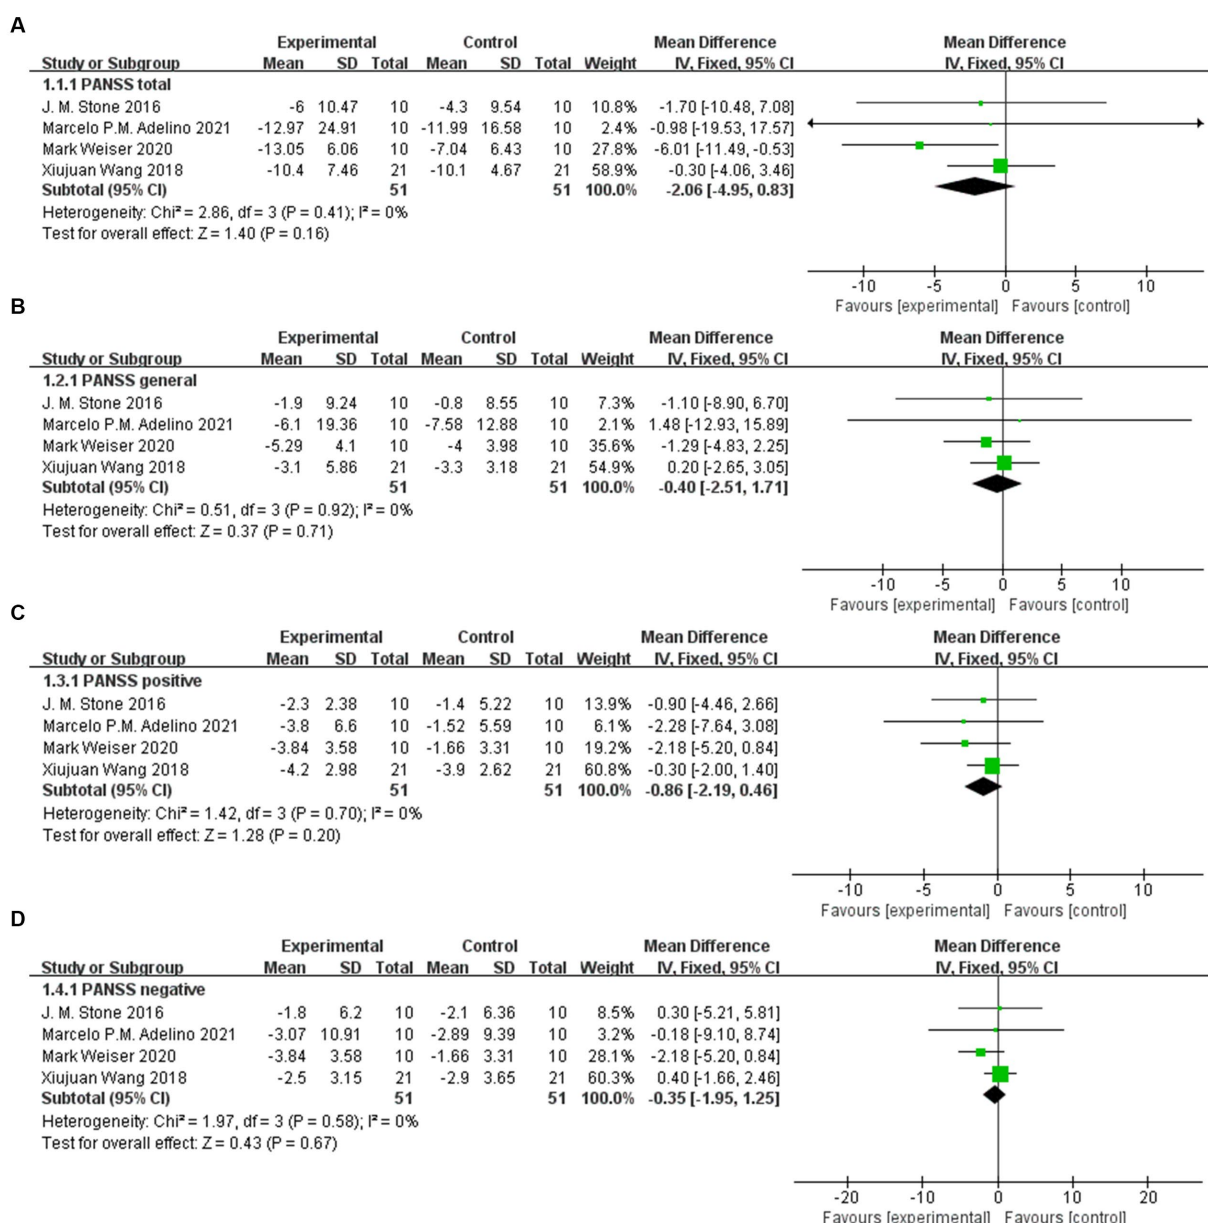 A
Experimental Control Mean Difference Mean Difference
Study or Subgroup Mean SD Total Mean SD Total Weight IV, Fixed, 95% CI IV, Fixed, 95% CI
1.1.1 PANSS total
J. M. Stone 2016 -6 10.47 10 -4.3 9.54 10 10.8% -1.70 [-10.48, 7.08]
Marcelo P.M. Adelino 2021 -12.97 24.91 10 -11.99 16.58 10 2.4% -0.98 [-19.53, 17.57]
Mark Weiser 2020 -13.05 6.06 10 -7.04 6.43 10 27.8% -6.01 [-11.49, -0.53]
Xiujuan Wang 2018 -10.4 7.46 21 -10.1 4.67 21 58.9% -0.30 [-4.06, 3.46]
Subtotal (95% CI) 51 51 100.0% -2.06 [-4.95, 0.83]
Heterogeneity: Chi² = 2.86, df = 3 (P = 0.41); I² = 0%
Test for overall effect: Z = 1.40 (P = 0.16)
-10 -5 0 5 10
Favours [experimental] Favours [control]
B
Experimental Control Mean Difference Mean Difference
Study or Subgroup Mean SD Total Mean SD Total Weight IV, Fixed, 95% CI IV, Fixed, 95% CI
1.2.1 PANSS general
J. M. Stone 2016 -1.9 9.24 10 -0.8 8.55 10 7.3% -1.10 [-8.90, 6.70]
Marcelo P.M. Adelino 2021 -6.1 19.36 10 -7.58 12.88 10 2.1% 1.48 [-12.93, 15.89]
Mark Weiser 2020 -5.29 4.1 10 -4 3.98 10 35.6% -1.29 [-4.83, 2.25]
Xiujuan Wang 2018 -3.1 5.86 21 -3.3 3.18 21 54.9% 0.20 [-2.65, 3.05]
Subtotal (95% CI) 51 51 100.0% -0.40 [-2.51, 1.71]
Heterogeneity: Chi² = 0.51, df = 3 (P = 0.92); I² = 0%
Test for overall effect: Z = 0.37 (P = 0.71)
-10 -5 0 5 10
Favours [experimental] Favours [control]
C
Experimental Control Mean Difference Mean Difference
Study or Subgroup Mean SD Total Mean SD Total Weight IV, Fixed, 95% CI IV, Fixed, 95% CI
1.3.1 PANSS positive
J. M. Stone 2016 -2.3 2.38 10 -1.4 5.22 10 13.9% -0.90 [-4.46, 2.66]
Marcelo P.M. Adelino 2021 -3.8 6.6 10 -1.52 5.59 10 6.1% -2.28 [-7.64, 3.08]
Mark Weiser 2020 -3.84 3.58 10 -1.66 3.31 10 19.2% -2.18 [-5.20, 0.84]
Xiujuan Wang 2018 -4.2 2.98 21 -3.9 2.62 21 60.8% -0.30 [-2.00, 1.40]
Subtotal (95% CI) 51 51 100.0% -0.86 [-2.19, 0.46]
Heterogeneity: Chi² = 1.42, df = 3 (P = 0.70); I² = 0%
Test for overall effect: Z = 1.28 (P = 0.20)
-10 -5 0 5 10
Favours [experimental] Favours [control]
D
Experimental Control Mean Difference Mean Difference
Study or Subgroup Mean SD Total Mean SD Total Weight IV, Fixed, 95% CI IV, Fixed, 95% CI
1.4.1 PANSS negative
J. M. Stone 2016 -1.8 6.2 10 -2.1 6.36 10 8.5% 0.30 [-5.21, 5.81]
Marcelo P.M. Adelino 2021 -3.07 10.91 10 -2.89 9.39 10 3.2% -0.18 [-9.10, 8.74]
Mark Weiser 2020 -3.84 3.58 10 -1.66 3.31 10 28.1% -2.18 [-5.20, 0.84]
Xiujuan Wang 2018 -2.5 3.15 21 -2.9 3.65 21 60.3% 0.40 [-1.66, 2.46]
Subtotal (95% CI) 51 51 100.0% -0.35 [-1.95, 1.25]
Heterogeneity: Chi² = 1.97, df = 3 (P = 0.58); I² = 0%
Test for overall effect: Z = 0.43 (P = 0.67)
-20 -10 0 10 20
Favours [experimental] Favours [control]